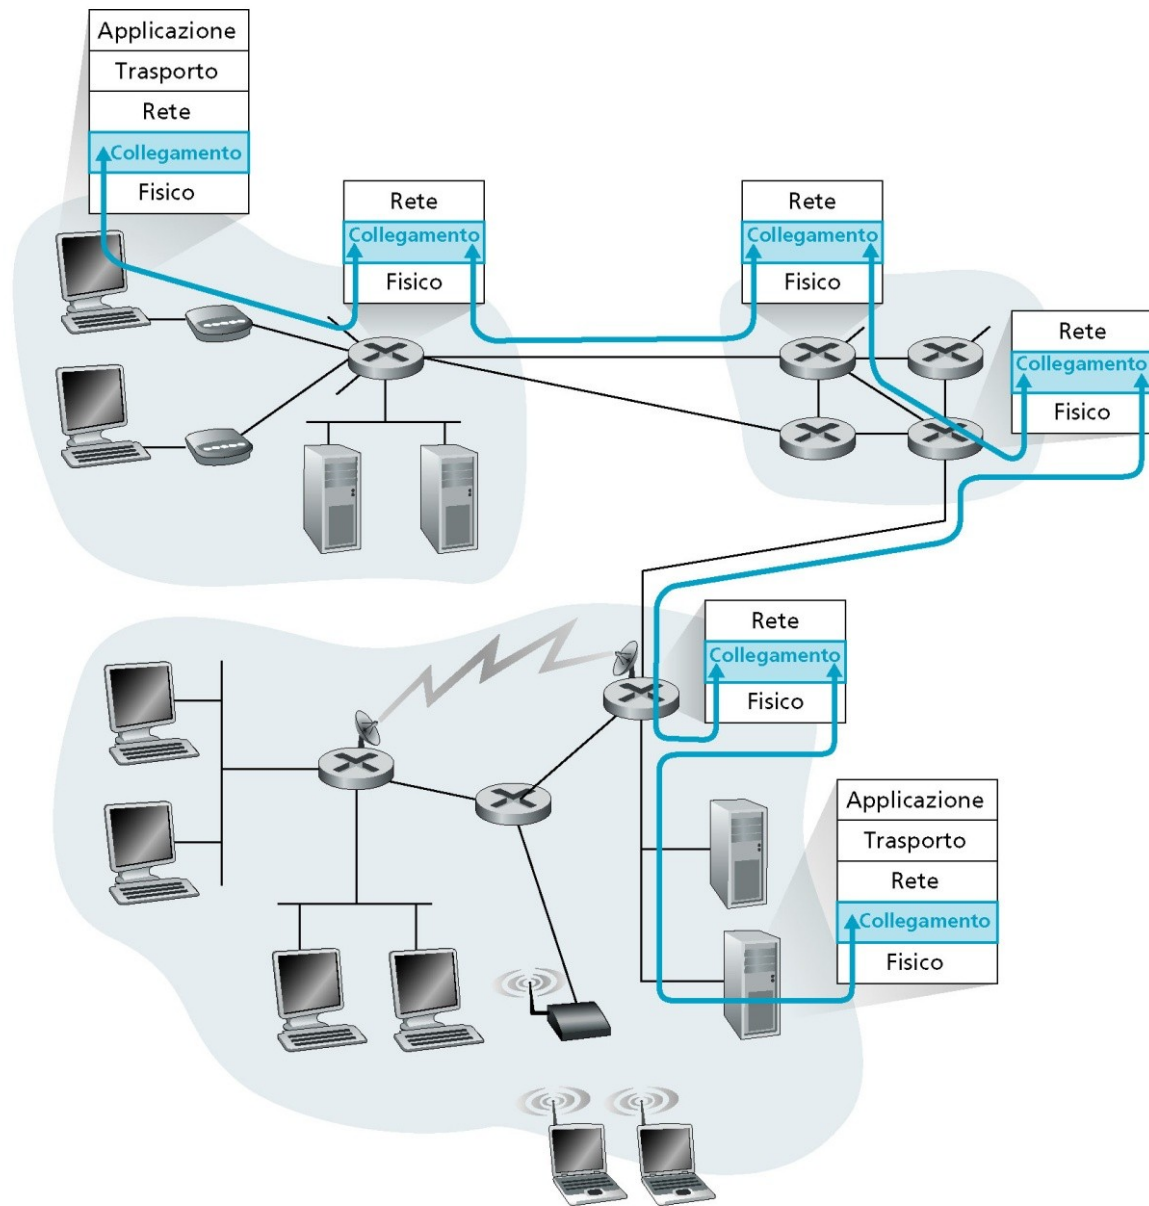 Applicazione
Trasporto
Rete
Collegamento
Fisico
Rete
Collegamento
Fisico
Rete
Collegamento
Fisico
Rete
Collegamento
Fisico
Rete
Collegamento
Fisico
Applicazione
Trasporto
Rete
Collegamento
Fisico